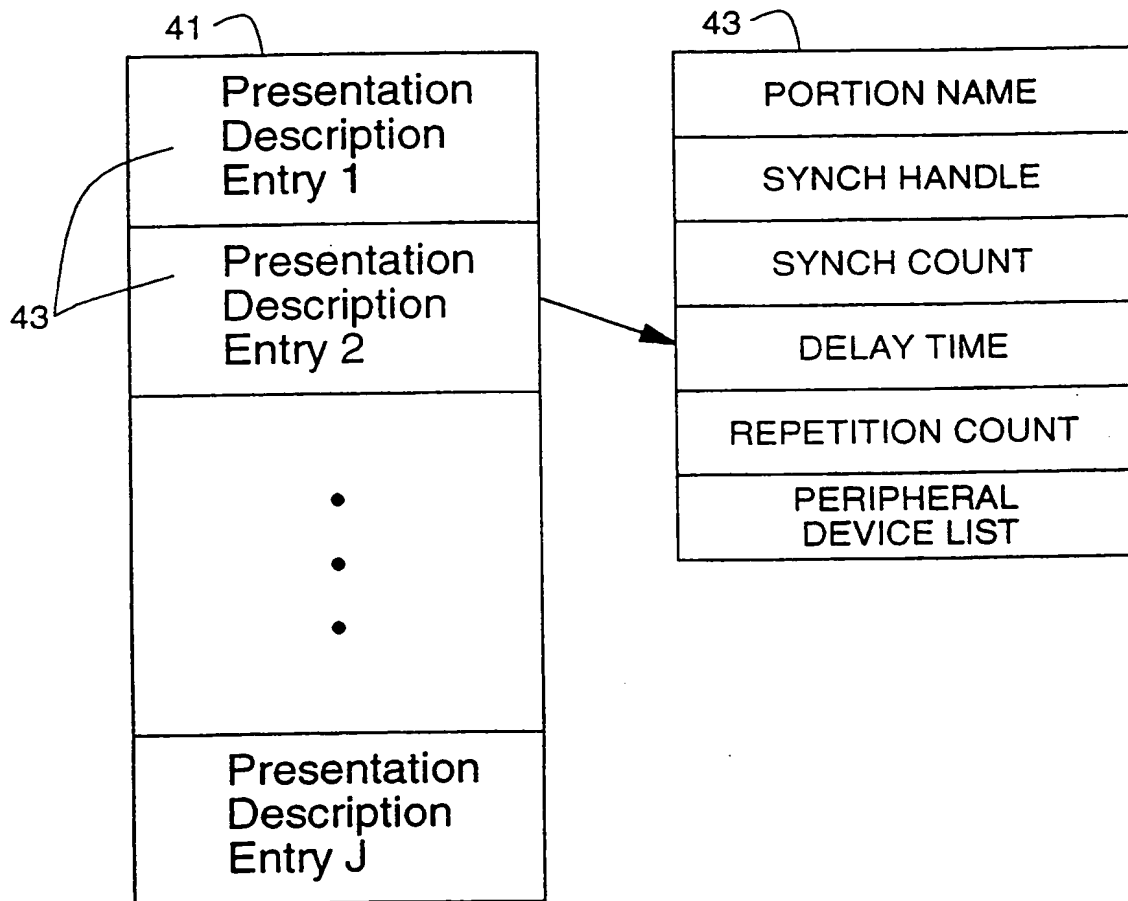 41
Presentation
Description
Entry 1
Presentation
Description
Entry 2
43
Presentation
Description
Entry J
43
PORTION NAME
SYNCH HANDLE
SYNCH COUNT
DELAY TIME
REPETITION COUNT
PERIPHERAL
DEVICE LIST